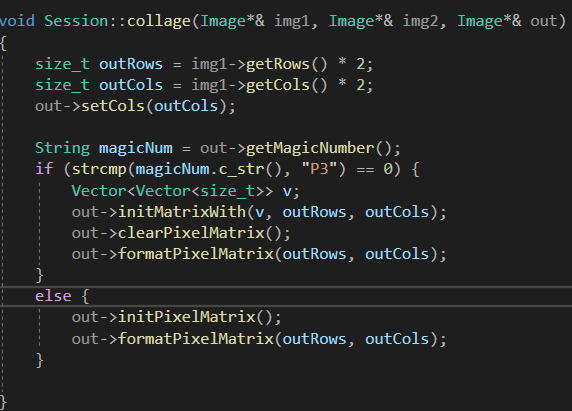 void Session::collage(Image*& img1, Image*& img2, Image*& out)
{
    size_t outRows = img1->getRows() * 2;
    size_t outCols = img1->getCols() * 2;
    out->setCols(outCols);

    String magicNum = out->getMagicNumber();
    if (strcmp(magicNum.c_str(), "P3") == 0) {
        Vector<Vector<size_t>> v;
        out->initMatrixWith(v, outRows, outCols);
        out->clearPixelMatrix();
        out->formatPixelMatrix(outRows, outCols);
    }
    else {
        out->initPixelMatrix();
        out->formatPixelMatrix(outRows, outCols);
    }

}